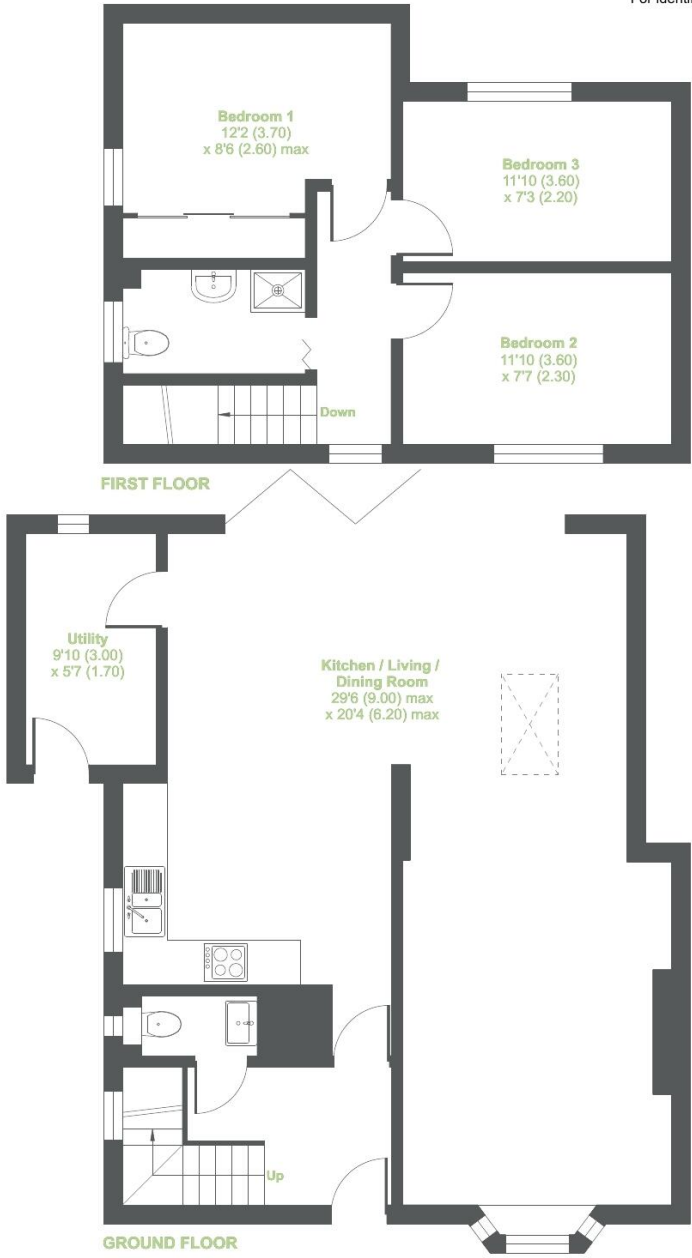 Bedroom 1
12'2 (3.70)
x 8'6 (2.60) max
Bedroom 3
11'10 (3.60)
x 7'3 (2.20)
Bedroom 2
11'10 (3.60)
x 7'7 (2.30)
Down
FIRST FLOOR
Utility
9'10 (3.00)
x 5'7 (1.70)
Kitchen / Living /
Dining Room
29'6 (9.00) max
x 20'4 (6.20) max
Up
GROUND FLOOR